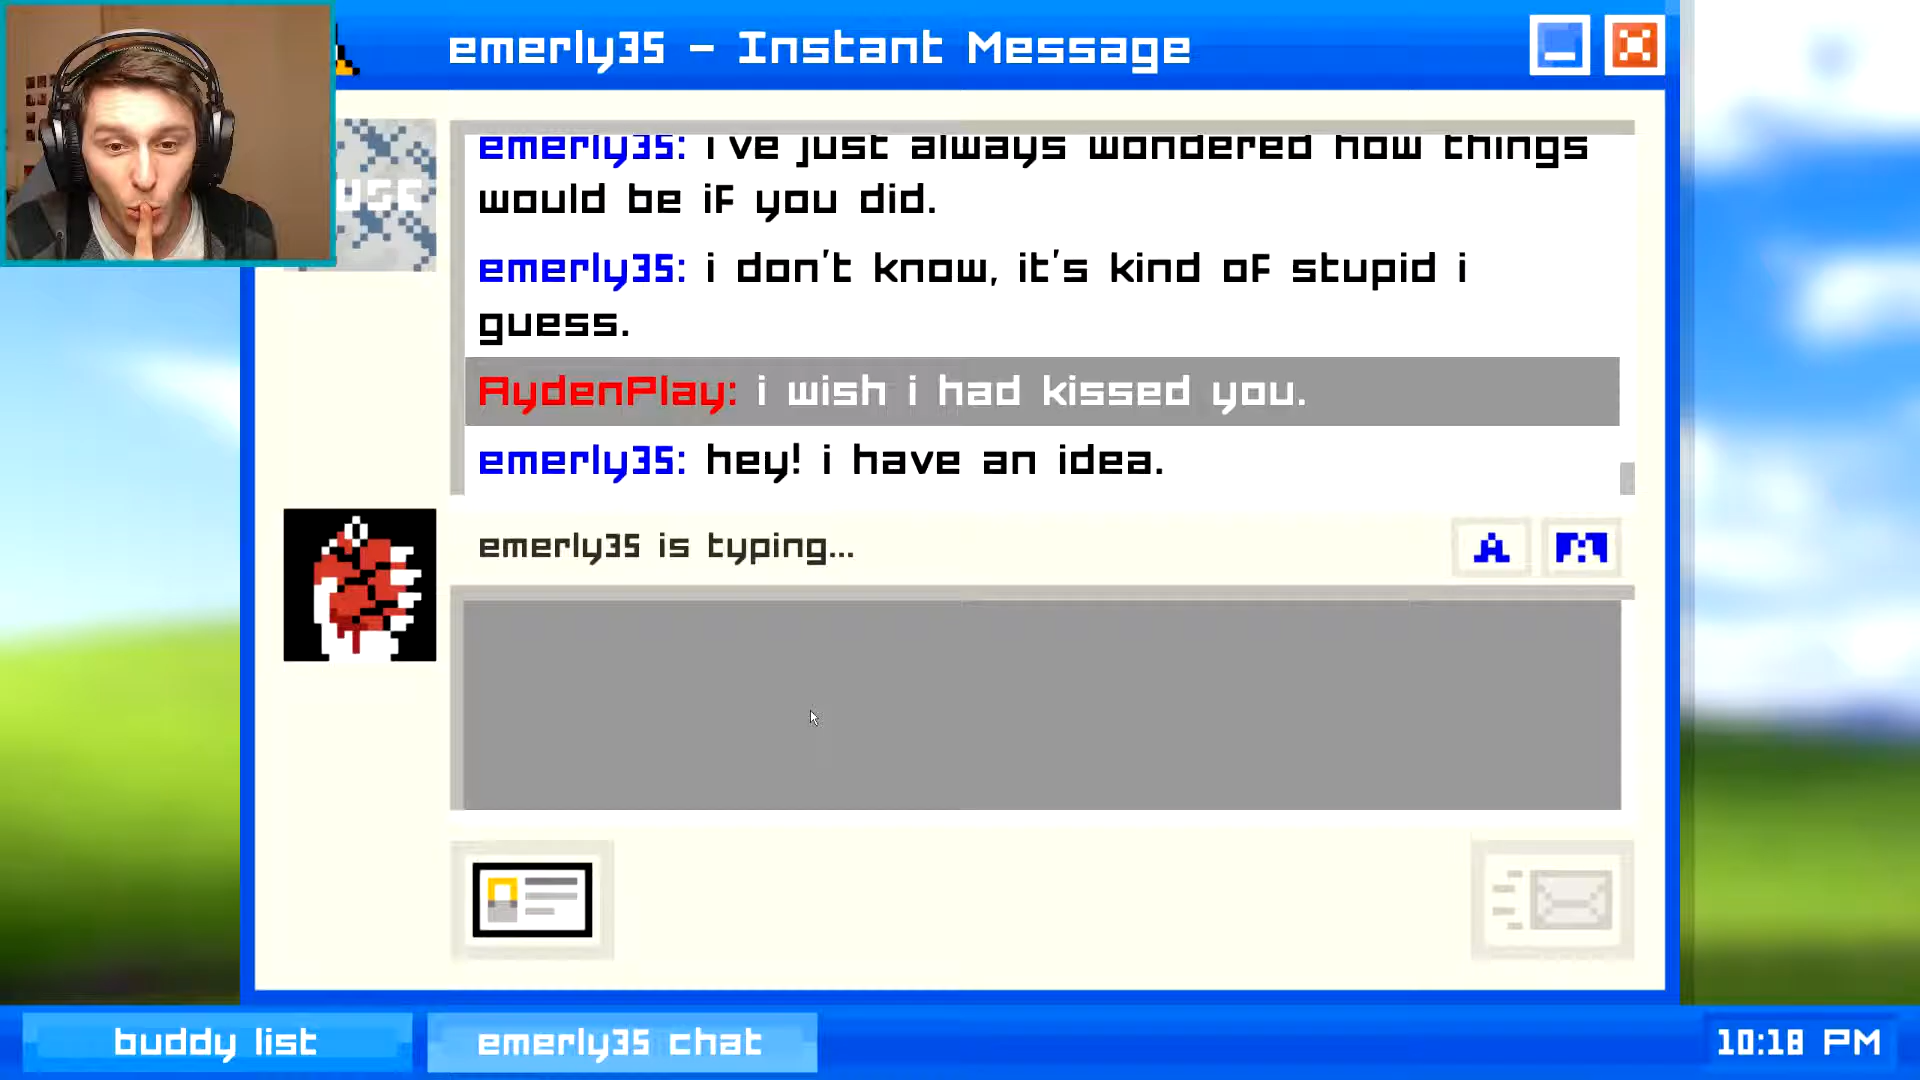 emerly35 - Instant Message
emerly35: i've just always wondered how things
would be if you did.
emerly35: i don't know, it's kind of stupid i
guess.
AydenPlay: i wish i had kissed you.
emerly35: hey! i have an idea.
emerly35 is typing...
A
buddy list
emerly35 chat
10:18 PM